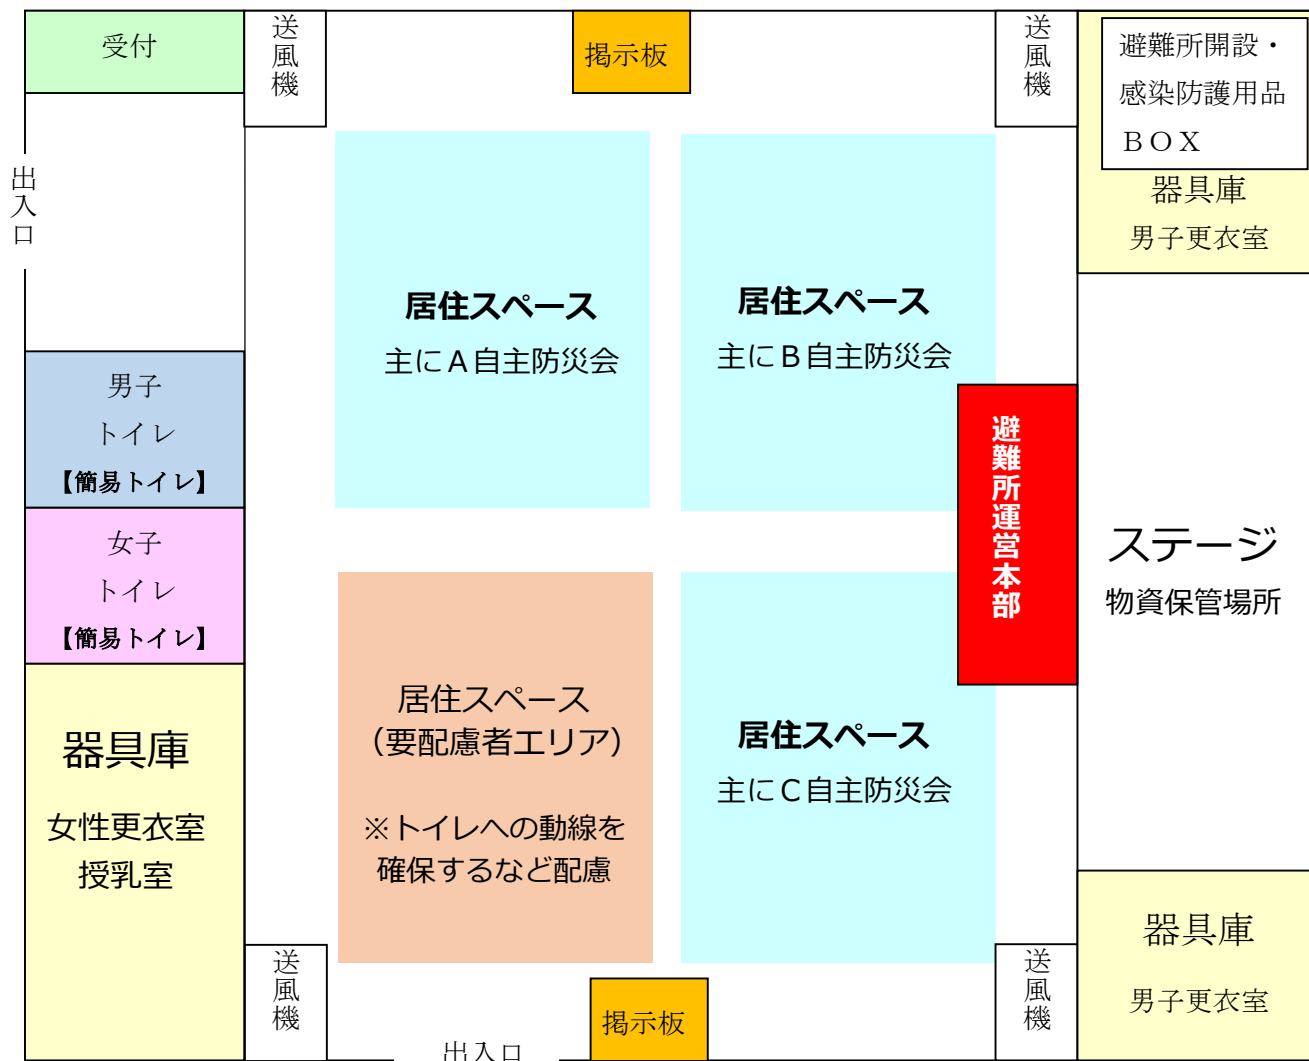 受付
送風機
掲示板
送風機
避難所開設・
感染防護用品
ＢＯＸ
器具庫
男子更衣室
出入口
居住スペース
主にＡ自主防災会
居住スペース
主にＢ自主防災会
男子
トイレ
【簡易トイレ】
女子
トイレ
【簡易トイレ】
避難所運営本部
ステージ
物資保管場所
器具庫
女性更衣室
授乳室
居住スペース
（要配慮者エリア）
※トイレへの動線を
確保するなど配慮
居住スペース
主にＣ自主防災会
送風機
掲示板
送風機
器具庫
男子更衣室
出入口